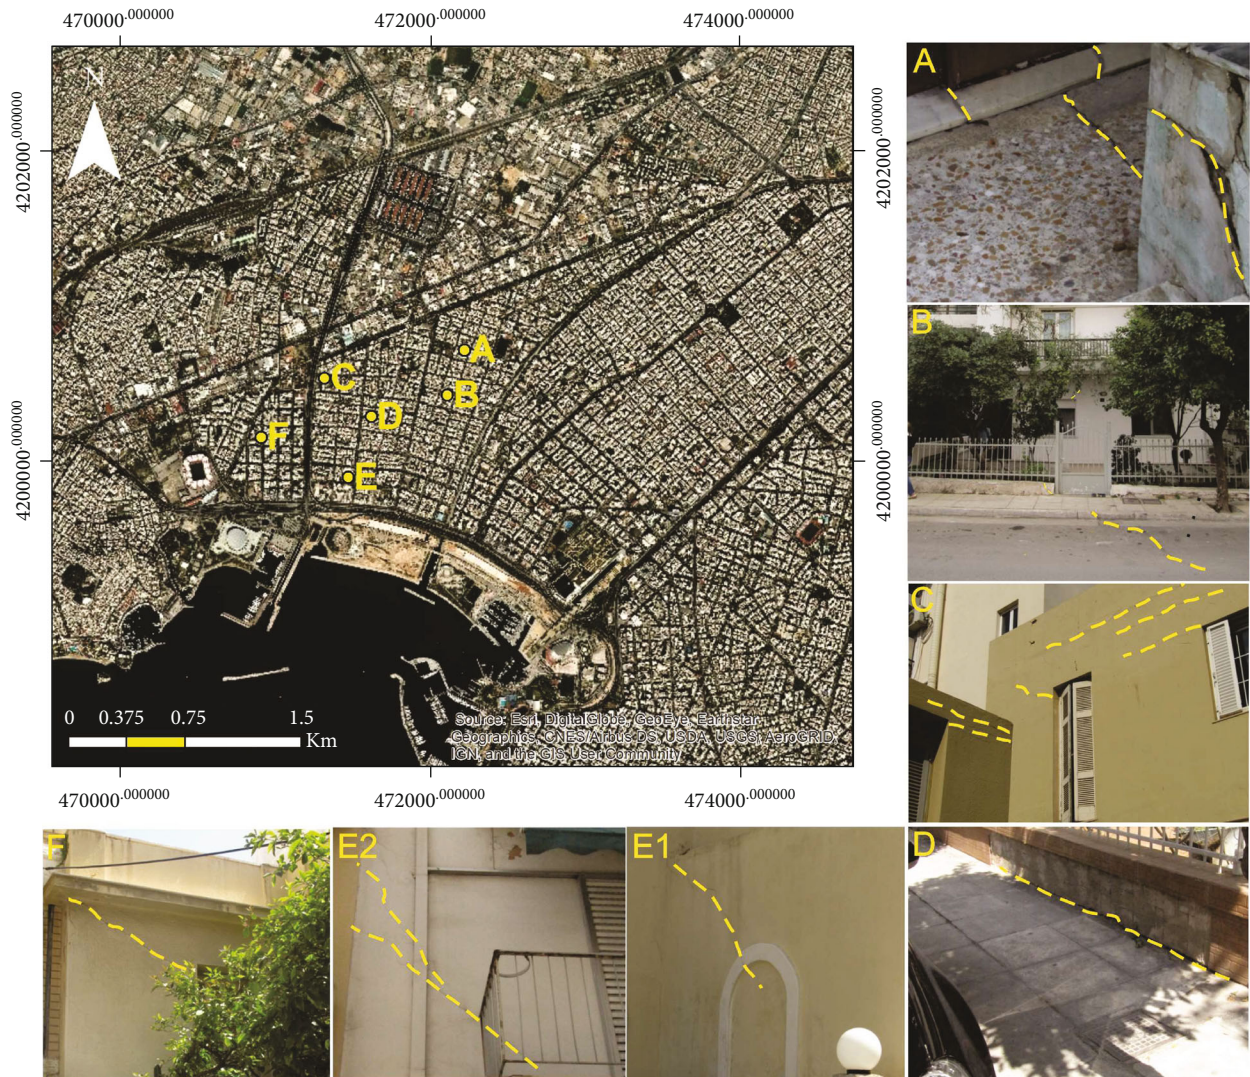 470000.000000 472000.000000 474000.000000
4202000.000000
4202000.000000
4200000.000000
4200000.000000
N
A
B
C
D
E
F
0 0.375 0.75 1.5
Km
Source: Esri, DigitalGlobe, GeoEye, Earthstar
Geographics, CNES/Airbus DS, USDA, USGS, AeroGRID,
IGN, and the GIS User Community
470000.000000 472000.000000 474000.000000
A
B
C
F
E2
E1
D